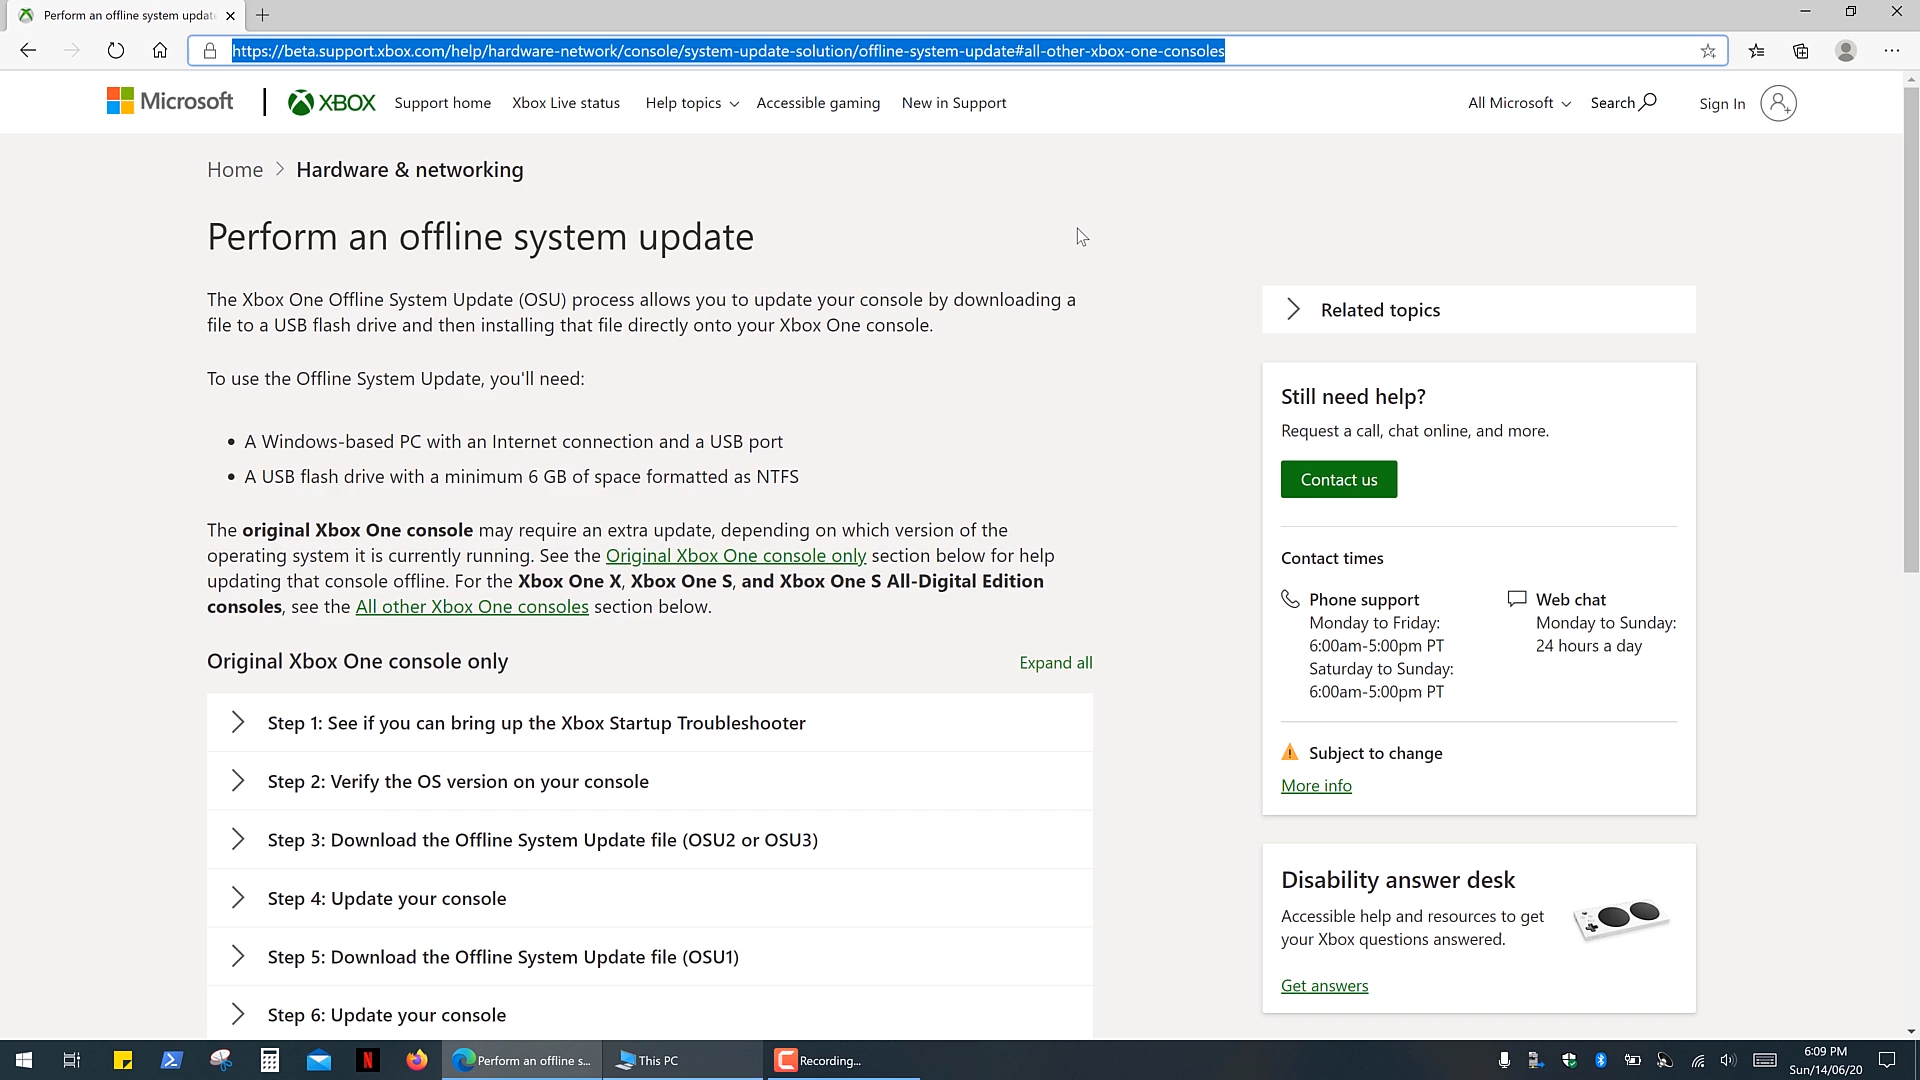 Perform an offline system update
https://beta.support.xbox.com/help/hardware-network/console/system-update-solution/offline-system-update#all-other-xbox-one-consoles
Microsoft
XBOX
Support home
Xbox Live status
Help topics
Accessible gaming
New in Support
All Microsoft
Search
Sign In
Home
Hardware & networking
Perform an offline system update
The Xbox One Offline System Update (OSU) process allows you to update your console by downloading a
file to a USB flash drive and then installing that file directly onto your Xbox One console.
To use the Offline System Update, you'll need:
• A Windows-based PC with an Internet connection and a USB port
• A USB flash drive with a minimum 6 GB of space formatted as NTFS
The original Xbox One console may require an extra update, depending on which version of the
operating system it is currently running. See the Original Xbox One console only section below for help
updating that console offline. For the Xbox One X, Xbox One S, and Xbox One S All-Digital Edition
consoles, see the All other Xbox One consoles section below.
Original Xbox One console only
Expand all
Step 1: See if you can bring up the Xbox Startup Troubleshooter
Step 2: Verify the OS version on your console
Step 3: Download the Offline System Update file (OSU2 or OSU3)
Step 4: Update your console
Step 5: Download the Offline System Update file (OSU1)
Step 6: Update your console
Related topics
Still need help?
Request a call, chat online, and more.
Contact us
Contact times
Phone support
Monday to Friday:
6:00am-5:00pm PT
Saturday to Sunday:
6:00am-5:00pm PT
Web chat
Monday to Sunday:
24 hours a day
Subject to change
More info
Disability answer desk
Accessible help and resources to get
your Xbox questions answered.
Get answers
N
Perform an offline s...
This PC
Recording...
6:09 PM
Sun/14/06/20